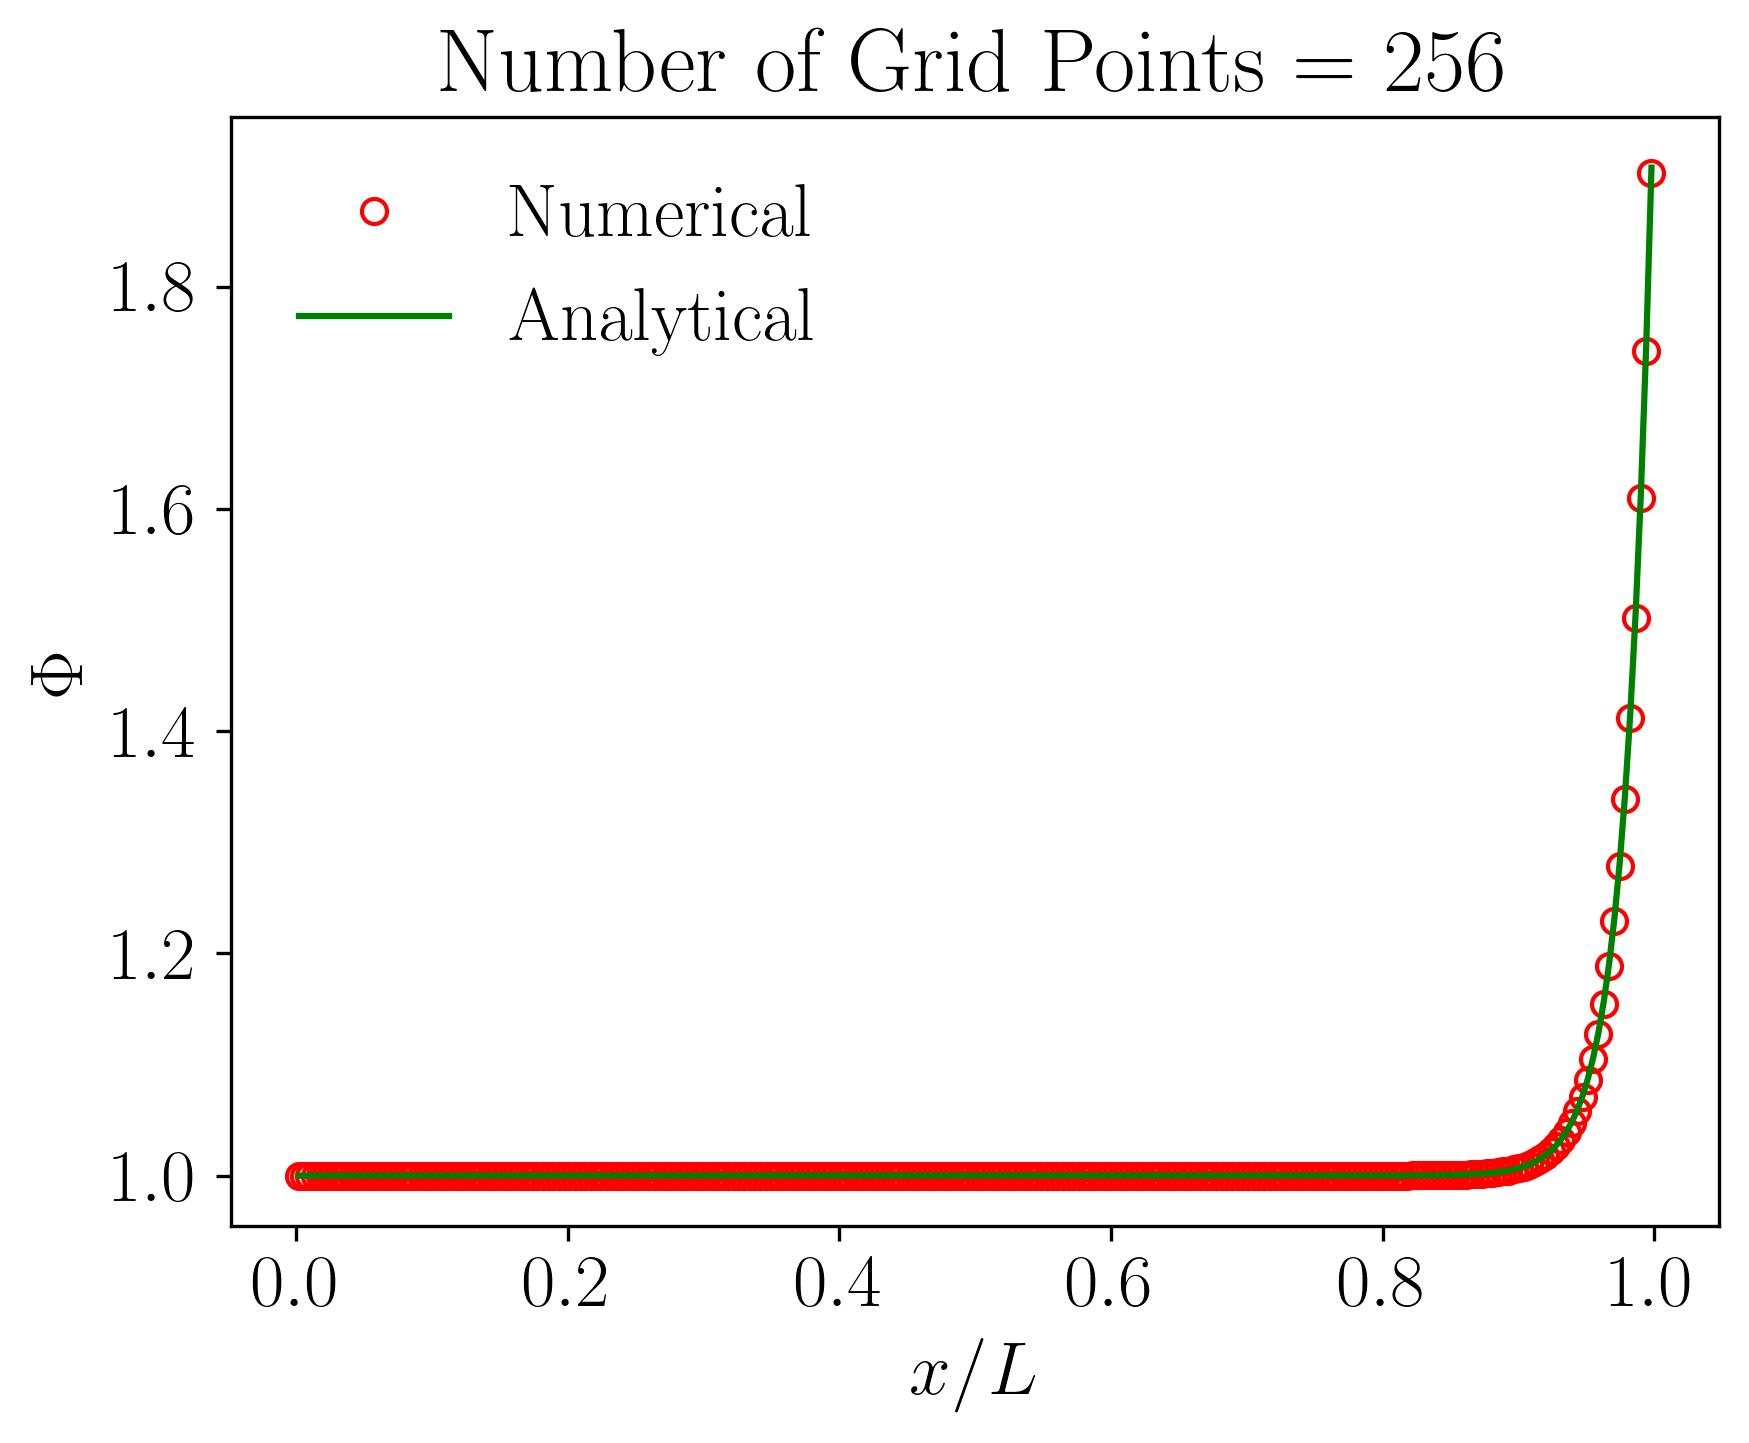 Number of Grid Points = 256
Numerical
Analytical
1.8
1.6
1.4
1.2
1.0
Φ
0.0 0.2 0.4 0.6 0.8 1.0
x/L